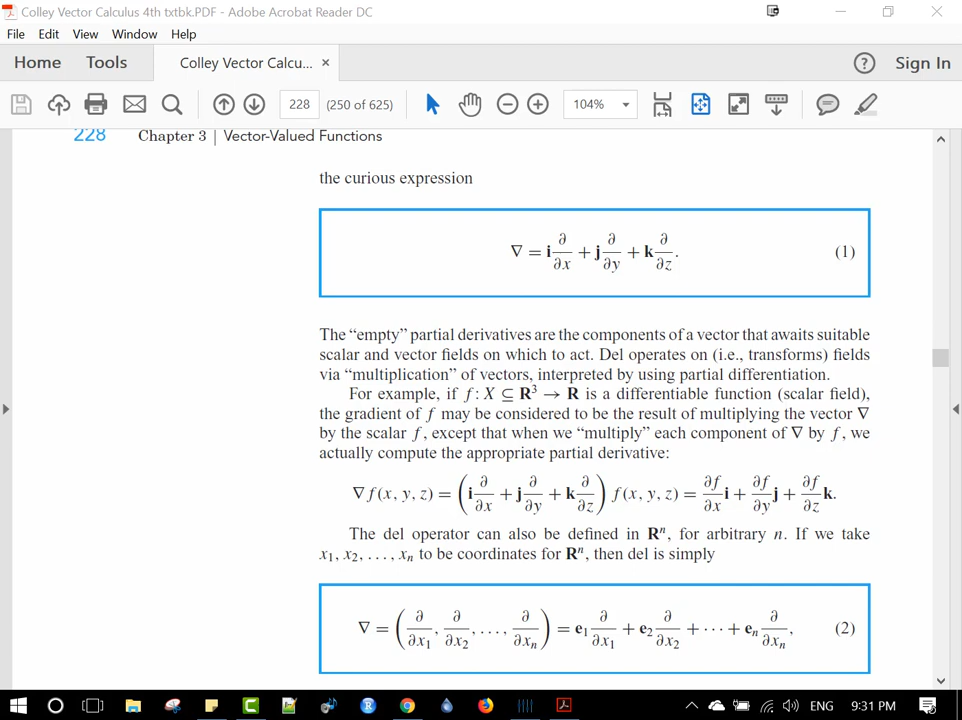 Colley Vector Calculus 4th txtbk.PDF - Adobe Acrobat Reader DC
File Edit View Window Help
Home Tools Colley Vector Calcu... × ? Sign In
228 (250 of 625) 104%
228 Chapter 3 | Vector-Valued Functions
the curious expression
∇ = i ∂/∂x + j ∂/∂y + k ∂/∂z. (1)
The “empty” partial derivatives are the components of a vector that awaits suitable
scalar and vector fields on which to act. Del operates on (i.e., transforms) fields
via “multiplication” of vectors, interpreted by using partial differentiation.
For example, if f: X ⊆ R³ → R is a differentiable function (scalar field),
the gradient of f may be considered to be the result of multiplying the vector ∇
by the scalar f, except that when we “multiply” each component of ∇ by f, we
actually compute the appropriate partial derivative:
∇f(x, y, z) = (i ∂/∂x + j ∂/∂y + k ∂/∂z) f(x, y, z) = ∂f/∂x i + ∂f/∂y j + ∂f/∂z k.
The del operator can also be defined in Rⁿ, for arbitrary n. If we take
x₁, x₂, . . . , xₙ to be coordinates for Rⁿ, then del is simply
∇ = (∂/∂x₁, ∂/∂x₂, . . . , ∂/∂xₙ) = e₁ ∂/∂x₁ + e₂ ∂/∂x₂ + · · · + eₙ ∂/∂xₙ, (2)
ENG 9:31 PM